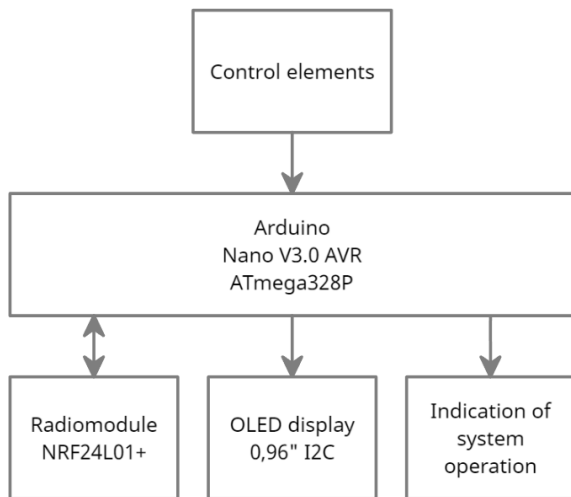 Control elements
Arduino
Nano V3.0 AVR
ATmega328P
Radiomodule
NRF24L01+
OLED display
0,96" I2C
Indication of
system
operation